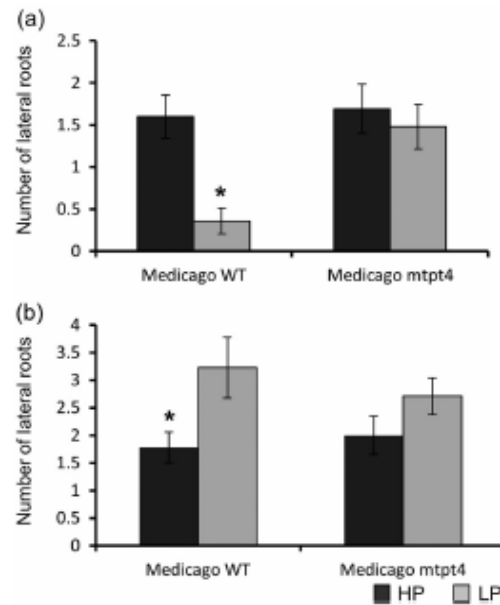 (a)
Number of lateral roots
2.5
2
1.5
1
0.5
0
*
Medicago WT
Medicago mtpt4
(b)
Number of lateral roots
4
3.5
3
2.5
2
1.5
1
0.5
0
*
Medicago WT
Medicago mtpt4
HP
LP